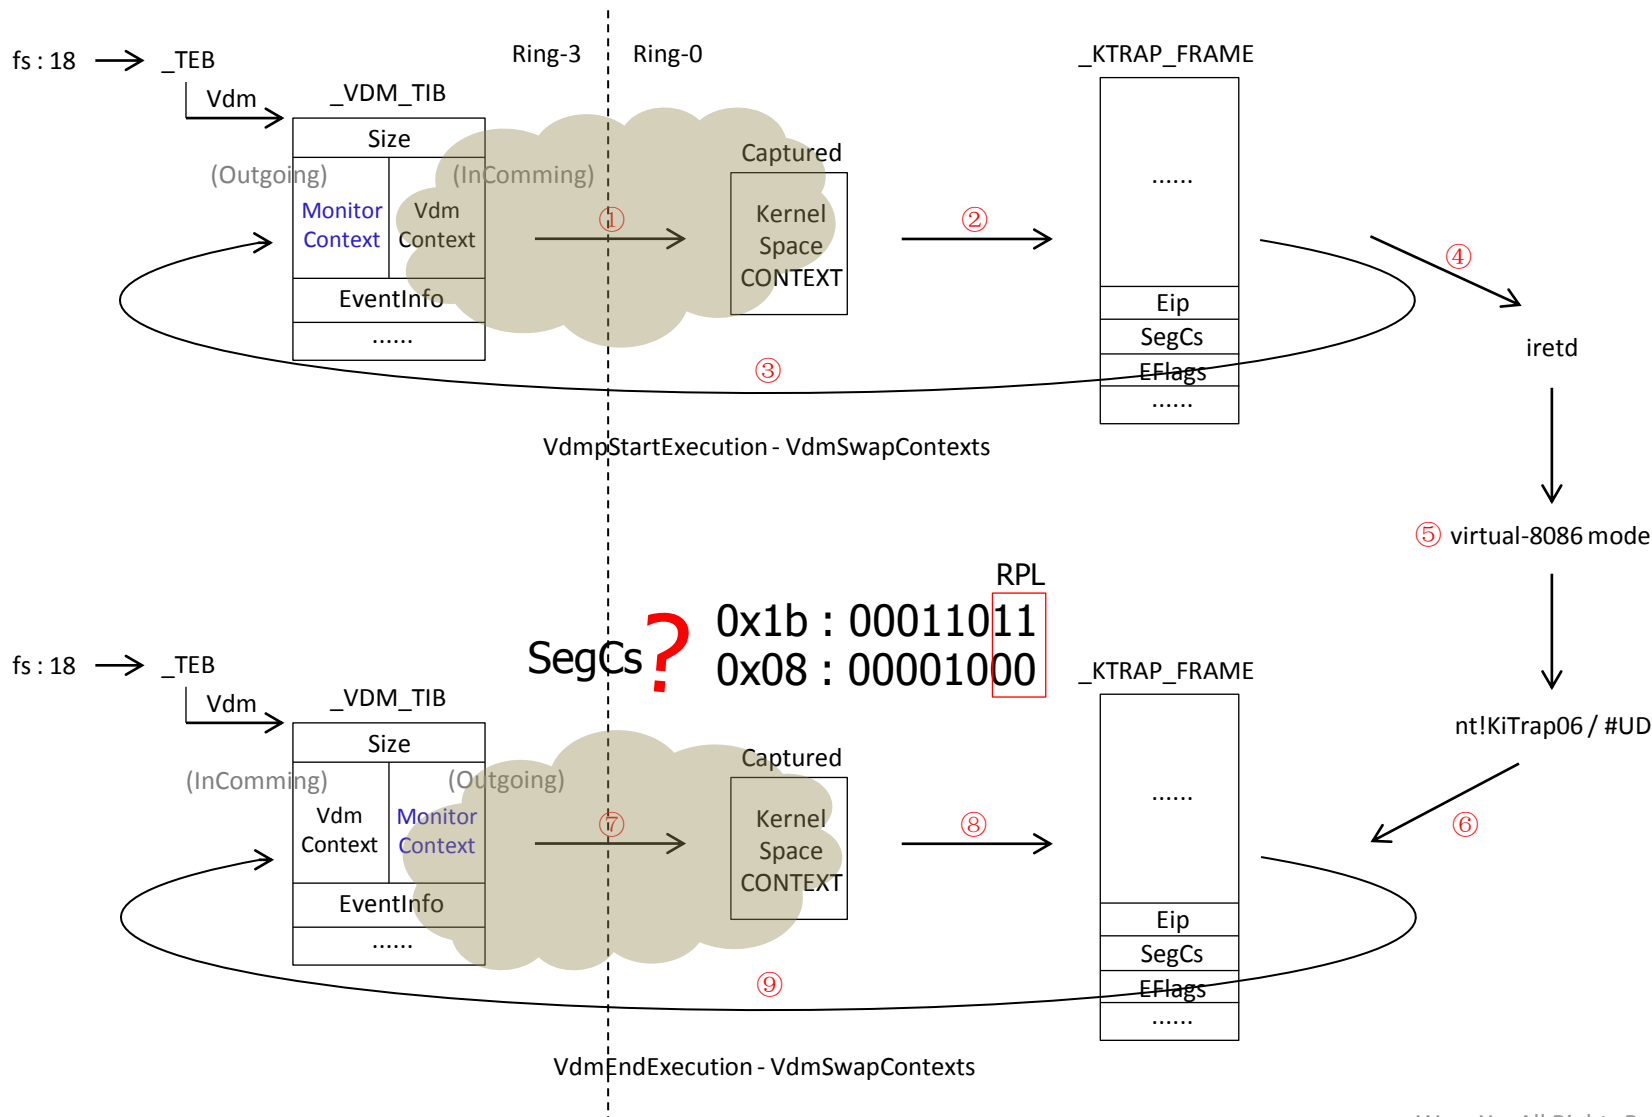 fs : 18
_TEB
Vdm
_VDM_TIB
Ring-3
Ring-0
_KTRAP_FRAME
Size
(Outgoing)
(InComming)
Monitor
Context
Vdm
Context
EventInfo
......
①
Captured
Kernel
Space
CONTEXT
②
......
Eip
SegCs
EFlags
......
③
④
iretd
VdmpStartExecution - VdmSwapContexts
⑤ virtual-8086 mode
RPL
SegCs ?
0x1b : 00011011
0x08 : 00001000
fs : 18
_TEB
Vdm
_VDM_TIB
_KTRAP_FRAME
nt!KiTrap06 / #UD
Size
(InComming)
(Outgoing)
Vdm
Context
Monitor
Context
EventInfo
......
⑦
Captured
Kernel
Space
CONTEXT
⑧
......
Eip
SegCs
EFlags
......
⑥
⑨
VdmEndExecution - VdmSwapContexts